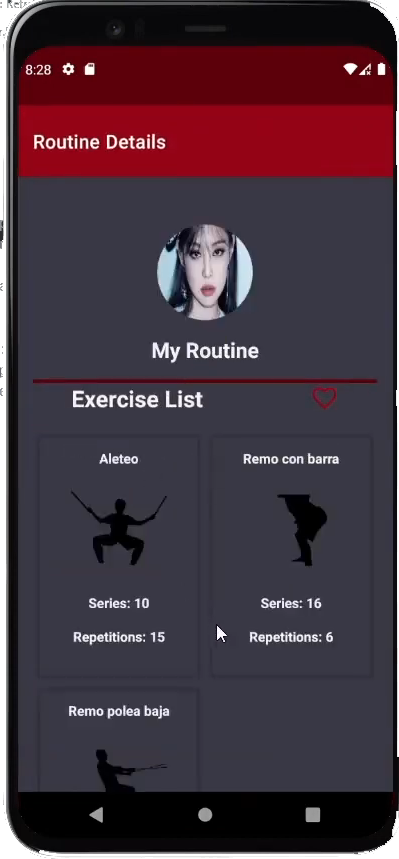 8:28
Routine Details
My Routine
Exercise List
Aleteo
Remo con barra
Series: 10
Series: 16
Repetitions: 15
Repetitions: 6
Remo polea baja